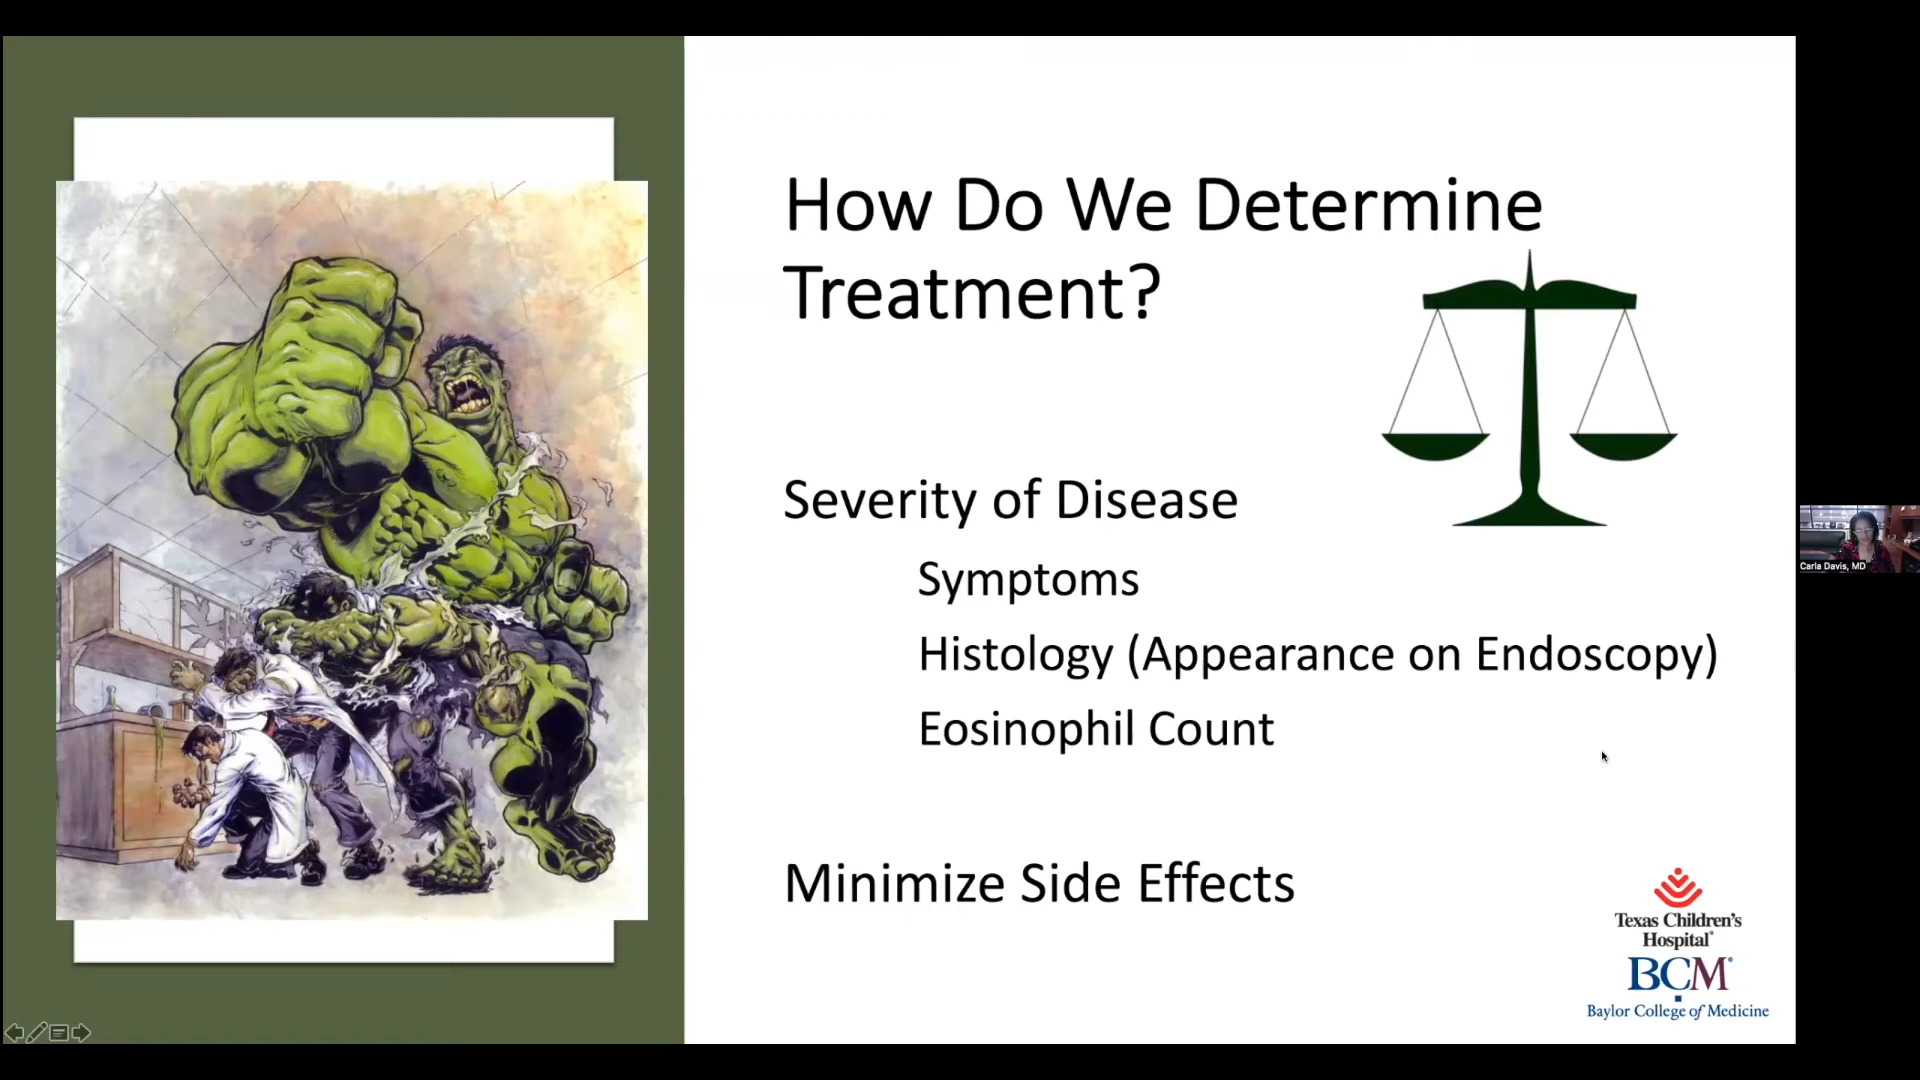 How Do We Determine
Treatment?
Severity of Disease
Symptoms
Histology (Appearance on Endoscopy)
Eosinophil Count
Minimize Side Effects
Texas Children's
Hospital®
BCM®
Baylor College of Medicine
Carla Davis, MD